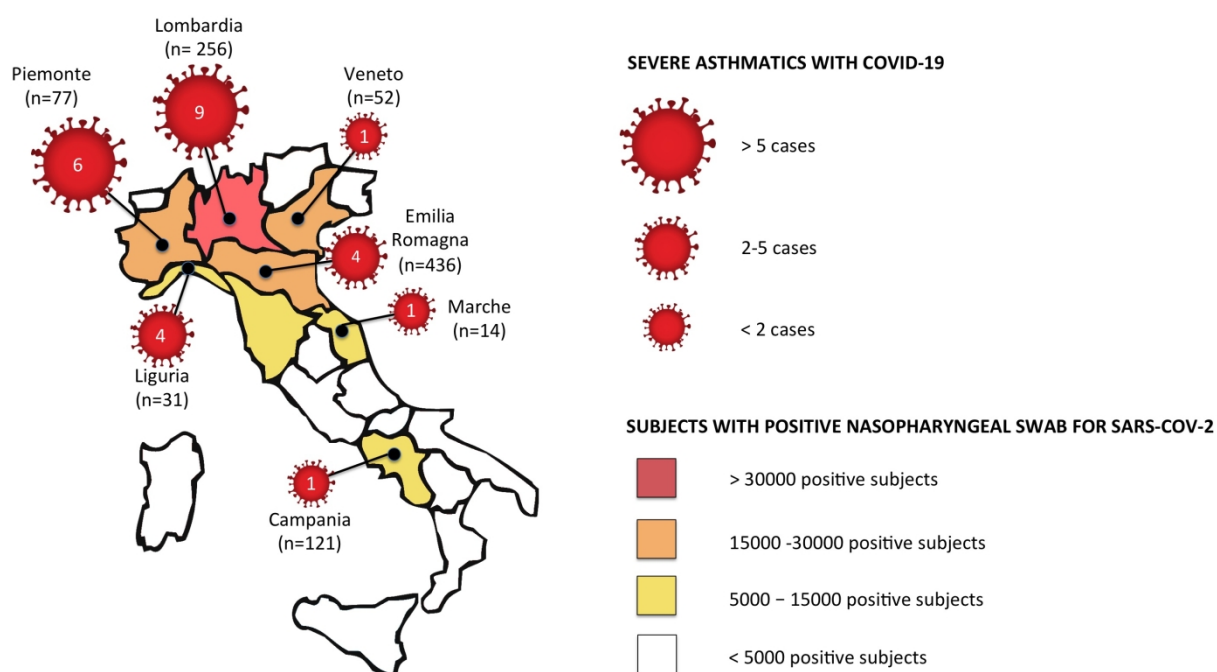 Lombardia
(n= 256)
Piemonte
(n=77)
Veneto
(n=52)
9
1
6
Emilia
Romagna
(n=436)
4
Marche
(n=14)
1
4
Liguria
(n=31)
1
Campania
(n=121)
SEVERE ASTHMATICS WITH COVID-19
> 5 cases
2-5 cases
< 2 cases
SUBJECTS WITH POSITIVE NASOPHARYNGEAL SWAB FOR SARS-COV-2
> 30000 positive subjects
15000 -30000 positive subjects
5000 – 15000 positive subjects
< 5000 positive subjects